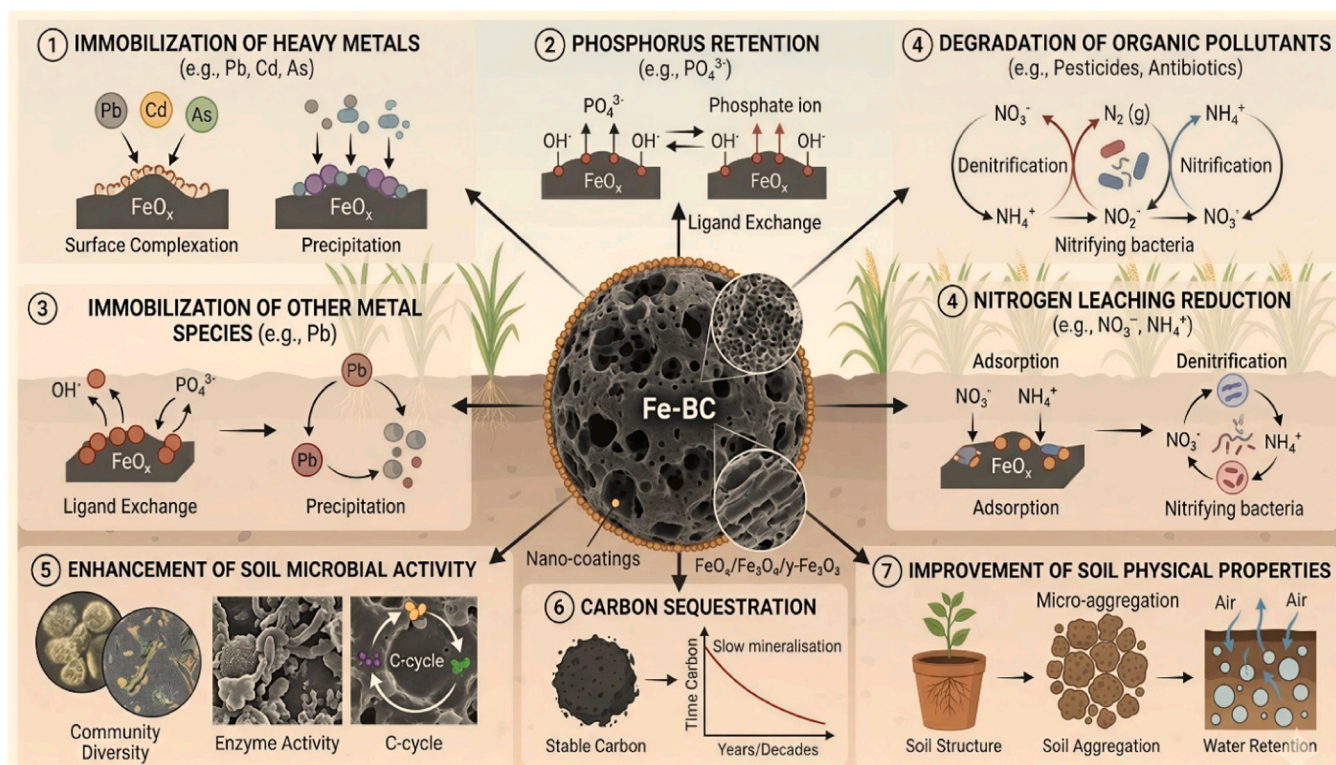 ① IMMOBILIZATION OF HEAVY METALS
(e.g., Pb, Cd, As)
Pb
Cd
As
FeOₓ
FeOₓ
Surface Complexation
Precipitation
② PHOSPHORUS RETENTION
(e.g., PO₄³⁻)
PO₄³⁻
Phosphate ion
OH⁻
OH⁻
OH⁻
OH⁻
FeOₓ
FeOₓ
Ligand Exchange
④ DEGRADATION OF ORGANIC POLLUTANTS
(e.g., Pesticides, Antibiotics)
NO₃⁻
N₂ (g)
NH₄⁺
Denitrification
Nitrification
NH₄⁺
NO₂⁻
NO₃⁻
Nitrifying bacteria
③ IMMOBILIZATION OF OTHER METAL
SPECIES (e.g., Pb)
OH⁻
PO₄³⁻
Pb
FeOₓ
Pb
Ligand Exchange
Precipitation
Fe-BC
Nano-coatings
④ NITROGEN LEACHING REDUCTION
(e.g., NO₃⁻, NH₄⁺)
Adsorption
Denitrification
NO₃⁻
NH₄⁺
FeOₓ
NO₃⁻
NH₄⁺
Adsorption
Nitrifying bacteria
⑤ ENHANCEMENT OF SOIL MICROBIAL ACTIVITY
C-cycle
Community
Diversity
Enzyme Activity
C-cycle
⑥ CARBON SEQUESTRATION
Slow mineralisation
TIme Carbon
Stable Carbon
Years/Decades
⑦ IMPROVEMENT OF SOIL PHYSICAL PROPERTIES
Micro-aggregation
Air
Air
Soil Structure
Soil Aggregation
Water Retention